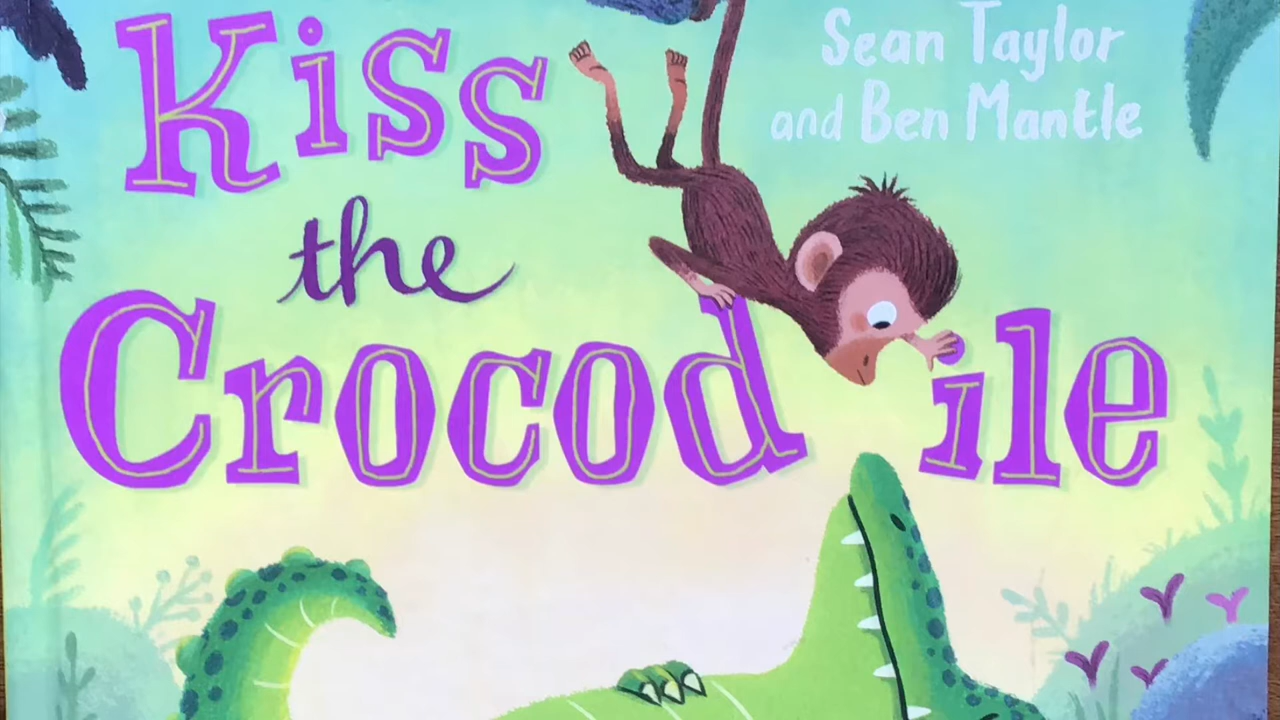 Kiss
the
Crocodile
Sean Taylor
and Ben Mantle